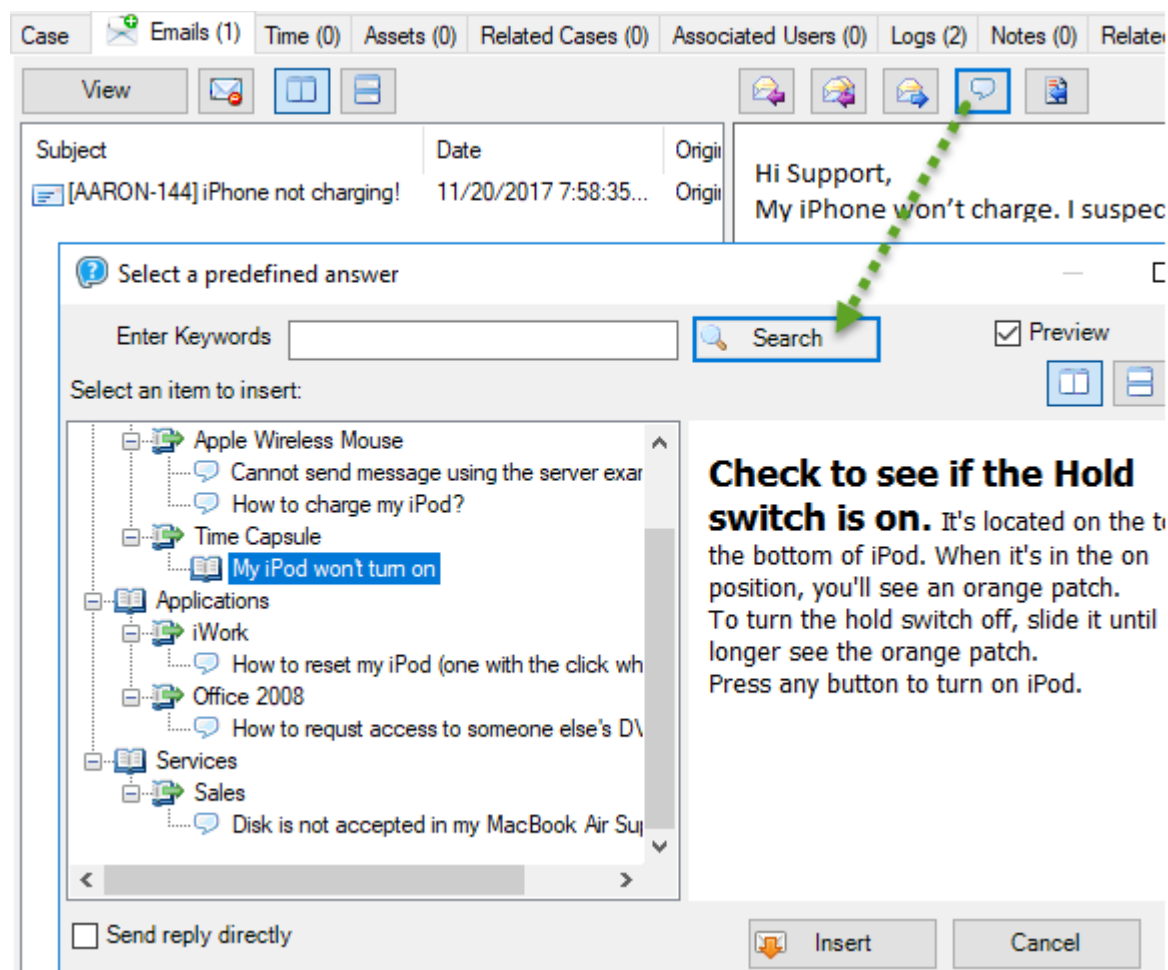 Case Emails (1) Time (0) Assets (0) Related Cases (0) Associated Users (0) Logs (2) Notes (0) Relate
View
Subject Date Origi
[AARON-144] iPhone not charging! 11/20/2017 7:58:35... Origi
Hi Support,
My iPhone won't charge. I suspec
Select a predefined answer
Enter Keywords Search Preview
Select an item to insert:
Apple Wireless Mouse
Cannot send message using the server exar
How to charge my iPod?
Time Capsule
My iPod won't turn on
Applications
iWork
How to reset my iPod (one with the click wh
Office 2008
How to requst access to someone else's DV
Services
Sales
Disk is not accepted in my MacBook Air Su
Check to see if the Hold
switch is on. It's located on the t
the bottom of iPod. When it's in the on
position, you'll see an orange patch.
To turn the hold switch off, slide it until
longer see the orange patch.
Press any button to turn on iPod.
Send reply directly
Insert Cancel